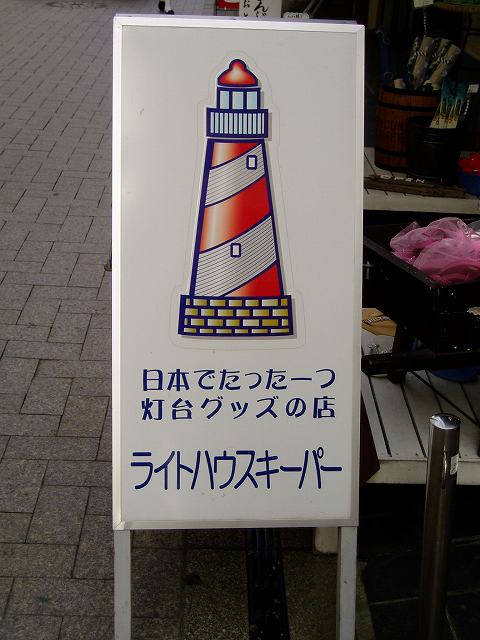 日本でたった一つ
灯台グッズの店
ライトハウスキーパー